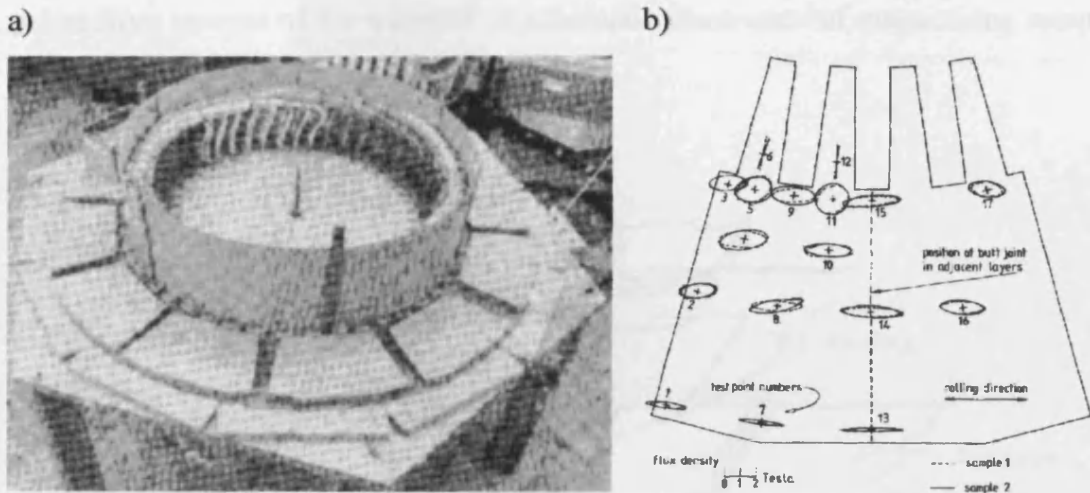 a)
b)
6
12
3
5
9
11
15
17
10
2
8
14
16
position of butt joint
in adjacent layers
1
7
13
test point numbers
rolling direction
flux density
0 1 2 Tesla
sample 1
sample 2